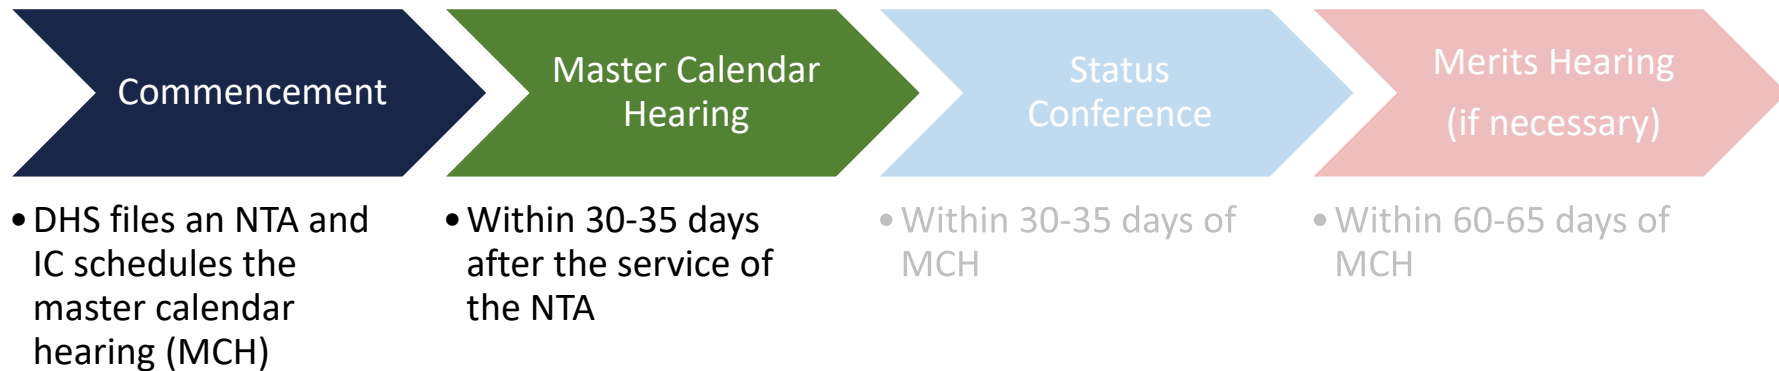 Commencement
Master Calendar
Hearing
Status
Conference
Merits Hearing
(if necessary)
• DHS files an NTA and
IC schedules the
master calendar
hearing (MCH)
• Within 30-35 days
after the service of
the NTA
• Within 30-35 days of
MCH
• Within 60-65 days of
MCH